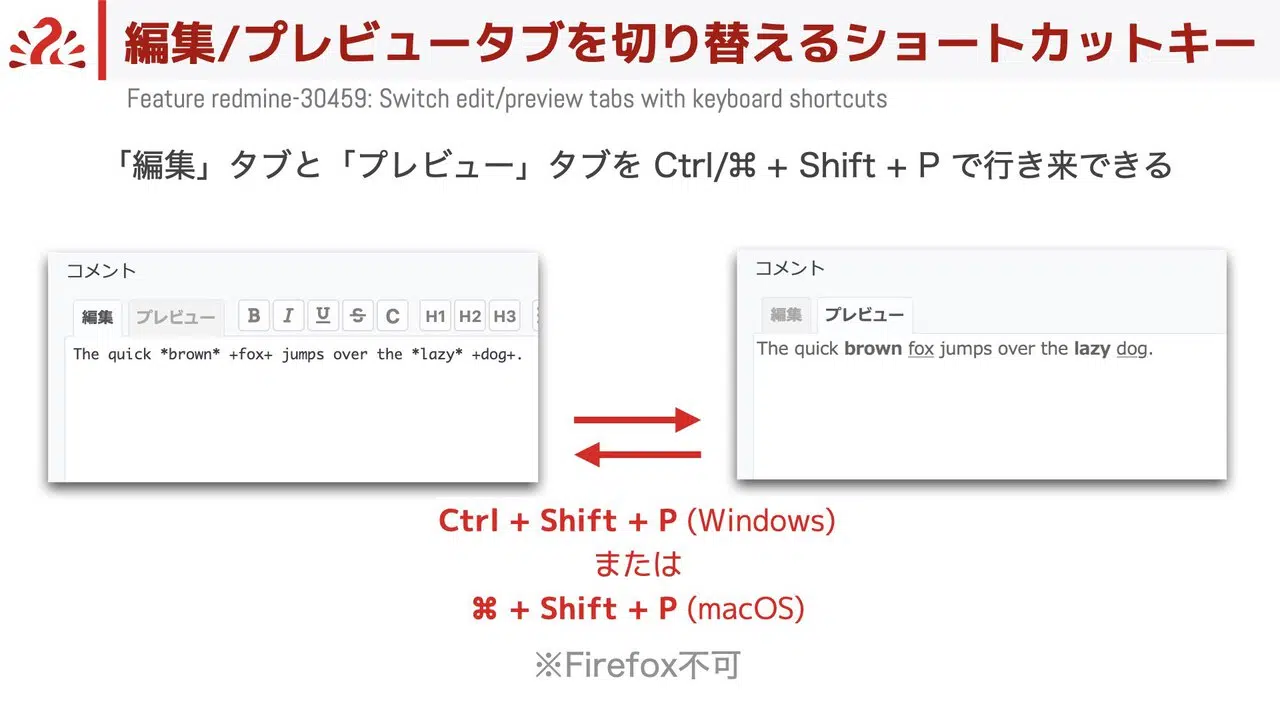 編集/プレビュータブを切り替えるショートカットキー
Feature redmine-30459: Switch edit/preview tabs with keyboard shortcuts
「編集」タブと「プレビュー」タブを Ctrl/⌘ + Shift + P で行き来できる
コメント
編集 プレビュー B I U S C H1 H2 H3
The quick *brown* +fox+ jumps over the *lazy* +dog+.
コメント
編集 プレビュー
The quick brown fox jumps over the lazy dog.
Ctrl + Shift + P (Windows)
または
⌘ + Shift + P (macOS)
※Firefox不可